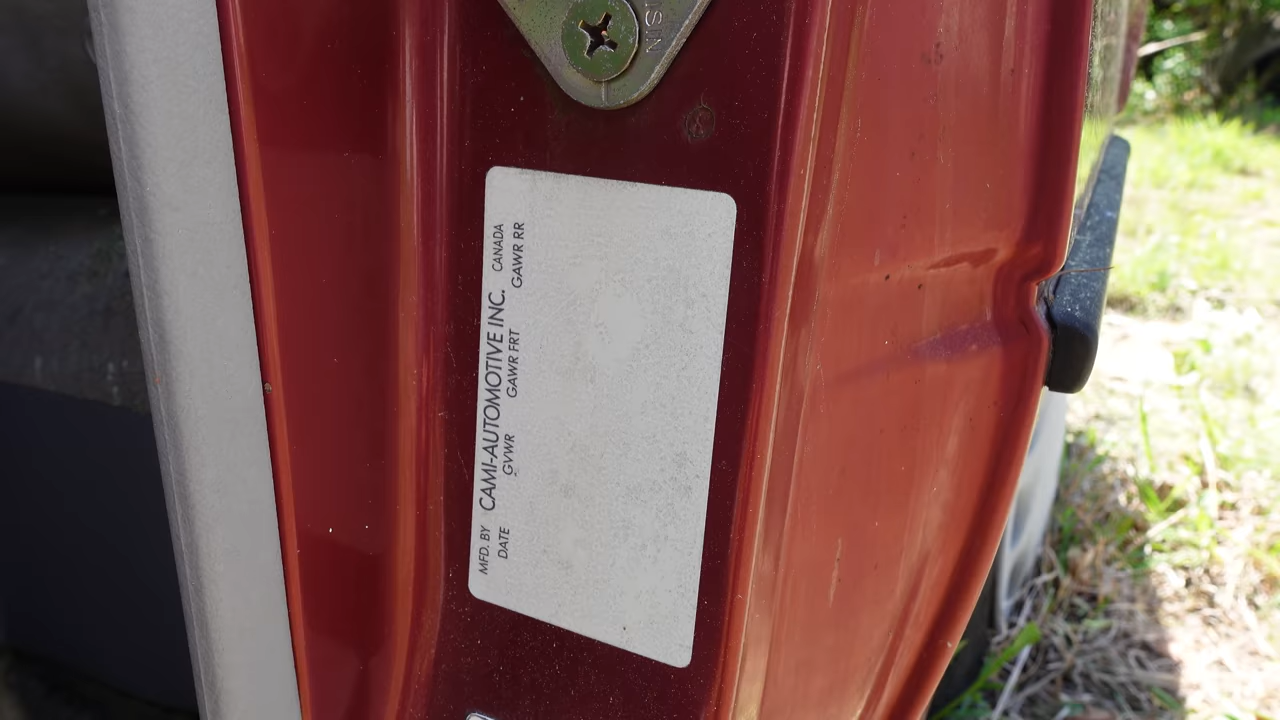 MFD. BY CAMI-AUTOMOTIVE INC. CANADA
DATE GVWR GAWR FRT GAWR RR